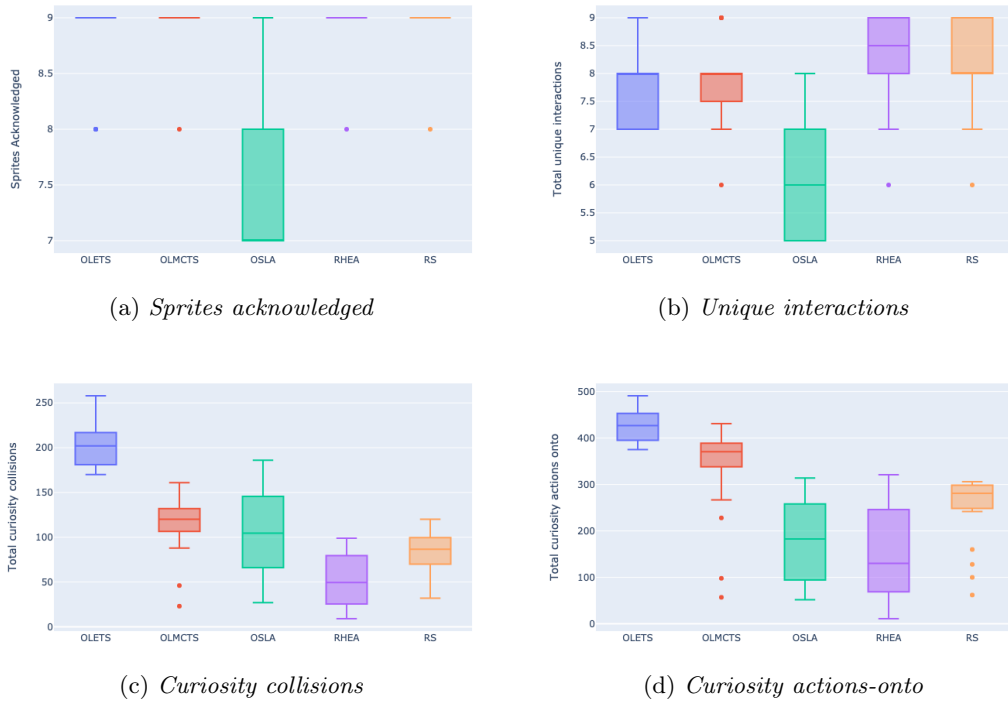 Sprites Acknowledged
9
8.5
8
7.5
7
OLETS OLMCTS OSLA RHEA RS
(a) Sprites acknowledged
Total unique interactions
9
8.5
8
7.5
7
6.5
6
5.5
5
OLETS OLMCTS OSLA RHEA RS
(b) Unique interactions
Total curiosity collisions
250
200
150
100
50
0
OLETS OLMCTS OSLA RHEA RS
(c) Curiosity collisions
Total curiosity actions onto
500
400
300
200
100
0
OLETS OLMCTS OSLA RHEA RS
(d) Curiosity actions-onto